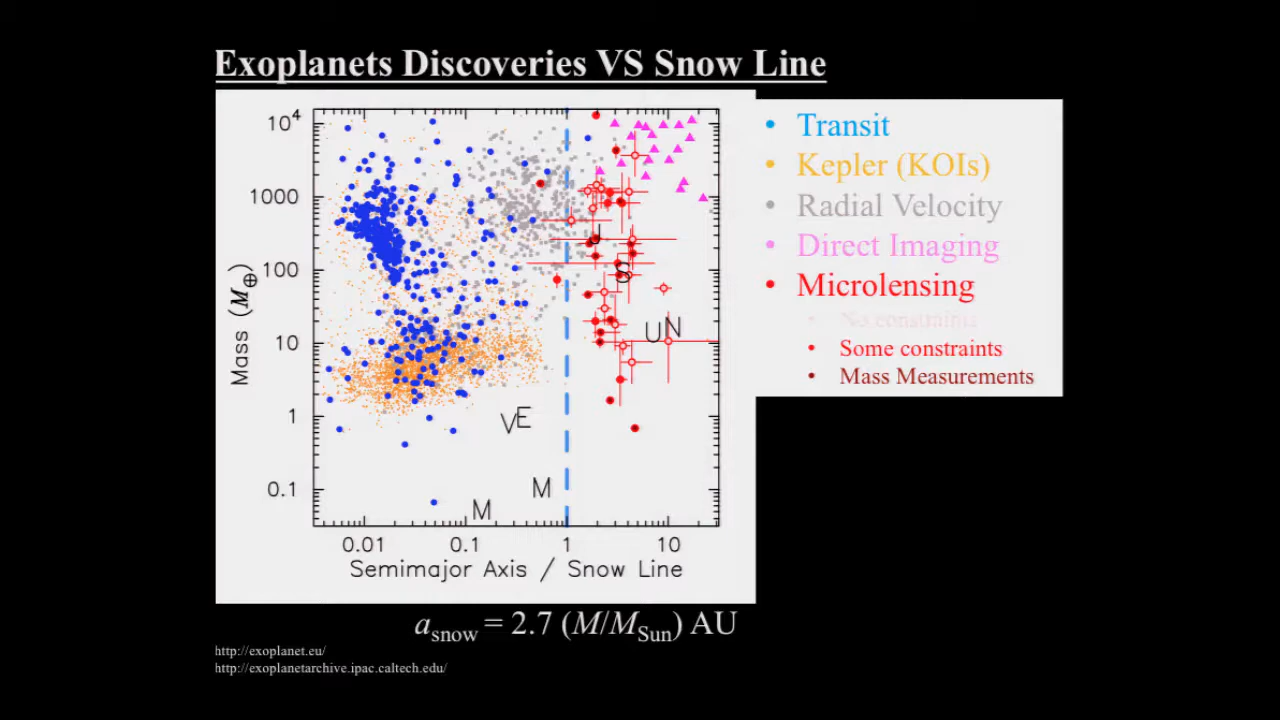 Exoplanets Discoveries VS Snow Line
Mass (M⊕)
10⁴
1000
100
10
1
0.1
J
S
U N
V E
M
M
0.01 0.1 1 10
Semimajor Axis / Snow Line
• Transit
• Kepler (KOIs)
• Radial Velocity
• Direct Imaging
• Microlensing
• No constraints
• Some constraints
• Mass Measurements
a_snow = 2.7 (M/M_Sun) AU
http://exoplanet.eu/
http://exoplanetarchive.ipac.caltech.edu/